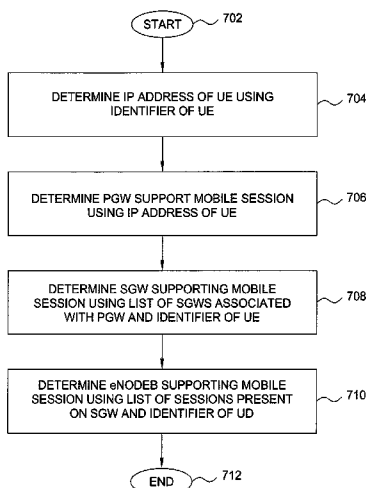 START
702
DETERMINE IP ADDRESS OF UE USING
IDENTIFIER OF UE
704
DETERMINE PGW SUPPORT MOBILE SESSION
USING IP ADDRESS OF UE
706
DETERMINE SGW SUPPORTING MOBILE
SESSION USING LIST OF SGWS ASSOCIATED
WITH PGW AND IDENTIFIER OF UE
708
DETERMINE eNODEB SUPPORTING MOBILE
SESSION USING LIST OF SESSIONS PRESENT
ON SGW AND IDENTIFIER OF UD
710
END
712